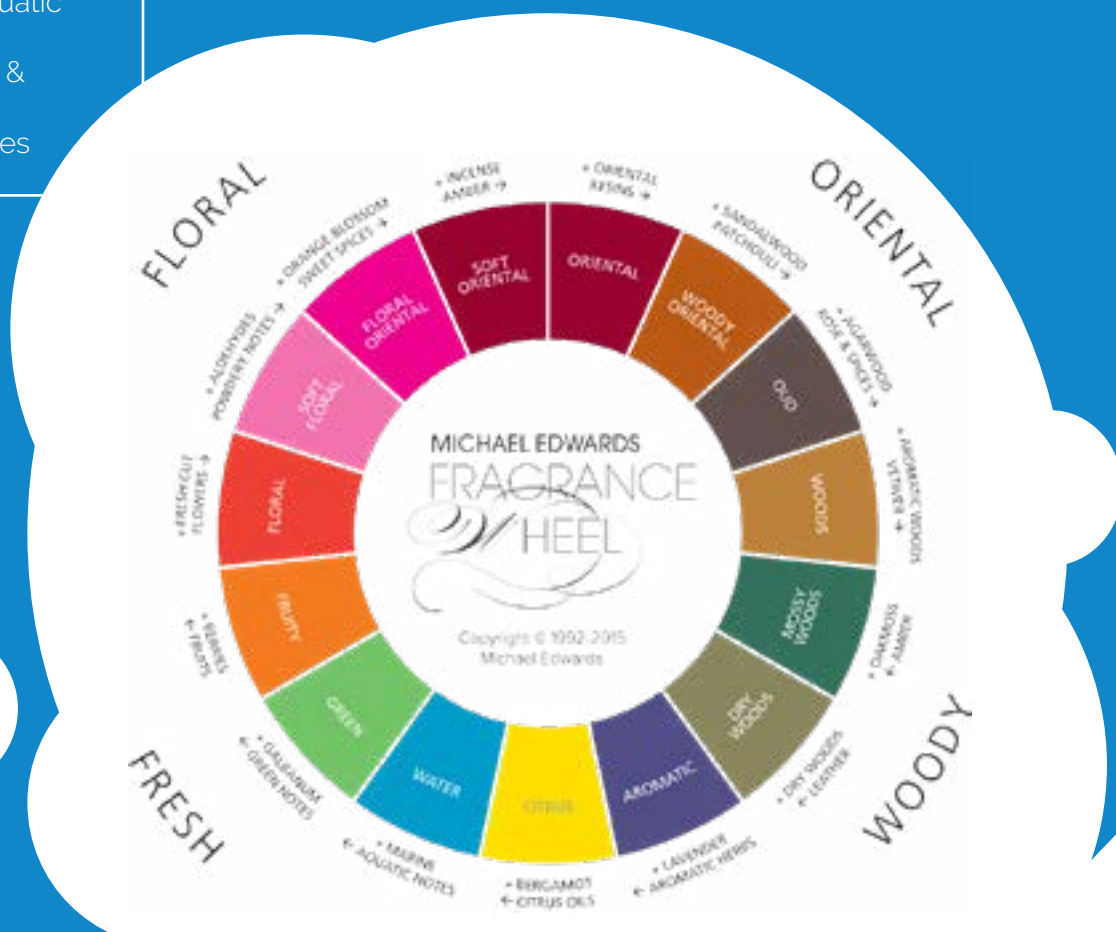 uatic
&
es
FLORAL
ORIENTAL
WOODY
FRESH
+ INCENSE
AMBER →
+ ORIENTAL
RESINS →
+ SANDALWOOD
PATCHOULI →
+ AGARWOOD
ROSE & SPICES →
+ AROMATIC WOODS
VETIVER →
+ OAKMOSS
← AMBER
+ DRY WOODS
← LEATHER
+ LAVENDER
← AROMATIC HERBS
+ BERGAMOT
← CITRUS OILS
+ MARINE
← AQUATIC NOTES
+ GALBANUM
← GREEN NOTES
+ BERRIES
← FRUITS
+ FRESH CUT
FLOWERS →
+ ALDEHYDES
POWDERY NOTES →
+ ORANGE BLOSSOM
SWEET SPICES →
SOFT
ORIENTAL
ORIENTAL
WOODY
ORIENTAL
OUD
WOODS
MOSSY
WOODS
DRY
WOODS
AROMATIC
CITRUS
WATER
GREEN
FRUITY
FLORAL
SOFT
FLORAL
FLORAL
ORIENTAL
MICHAEL EDWARDS
FRAGRANCE
WHEEL
Copyright © 1992-2015
Michael Edwards